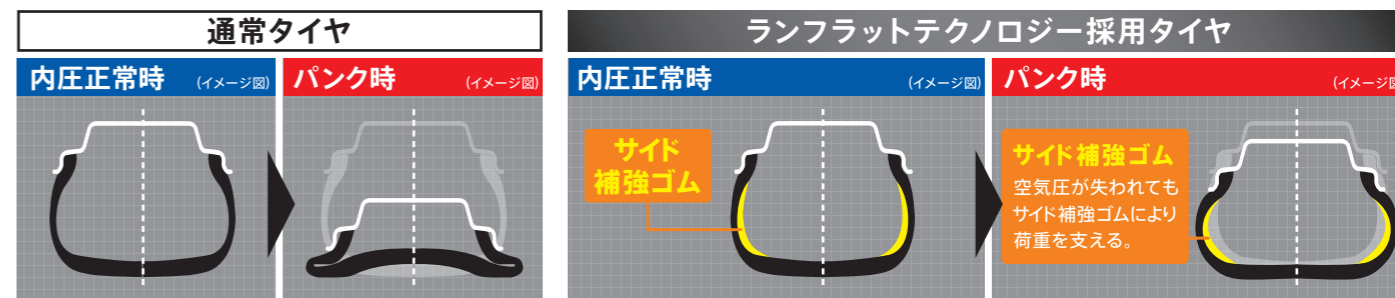 通常タイヤ
内圧正常時 (イメージ図)
パンク時 (イメージ図)
ランフラットテクノロジー採用タイヤ
内圧正常時 (イメージ図)
サイド
補強ゴム
パンク時 (イメージ図
サイド補強ゴム
空気圧が失われても
サイド補強ゴムにより
荷重を支える。